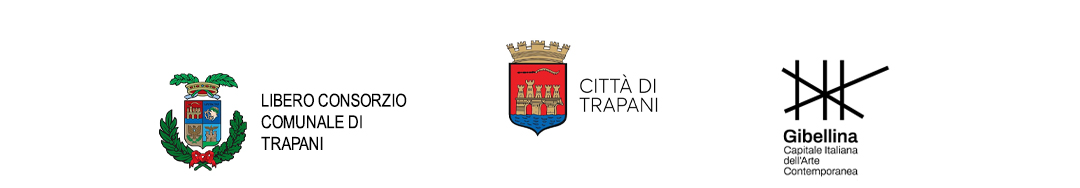 LIBERO CONSORZIO
COMUNALE DI
TRAPANI
CITTÀ DI
TRAPANI
Gibellina
Capitale Italiana
dell'Arte
Contemporanea